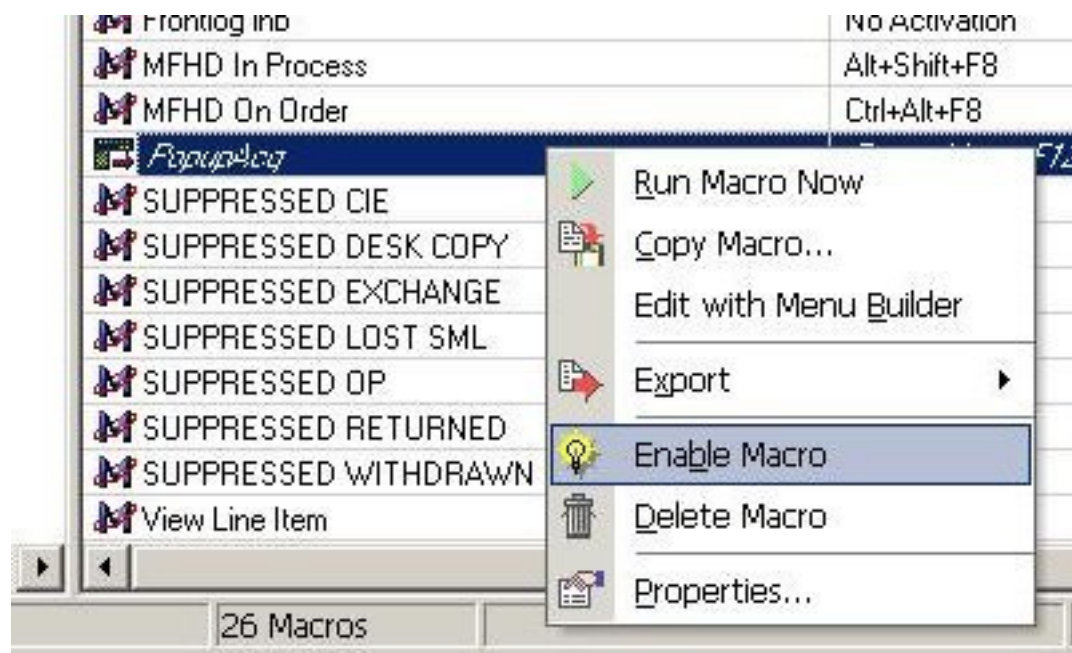 Frontlog Inb No Activation
MFHD In Process Alt+Shift+F8
MFHD On Order Ctrl+Alt+F8
PopupAcq
SUPPRESSED CIE
SUPPRESSED DESK COPY
SUPPRESSED EXCHANGE
SUPPRESSED LOST SML
SUPPRESSED OP
SUPPRESSED RETURNED
SUPPRESSED WITHDRAWN
View Line Item
Run Macro Now
Copy Macro...
Edit with Menu Builder
Export
Enable Macro
Delete Macro
Properties...
26 Macros